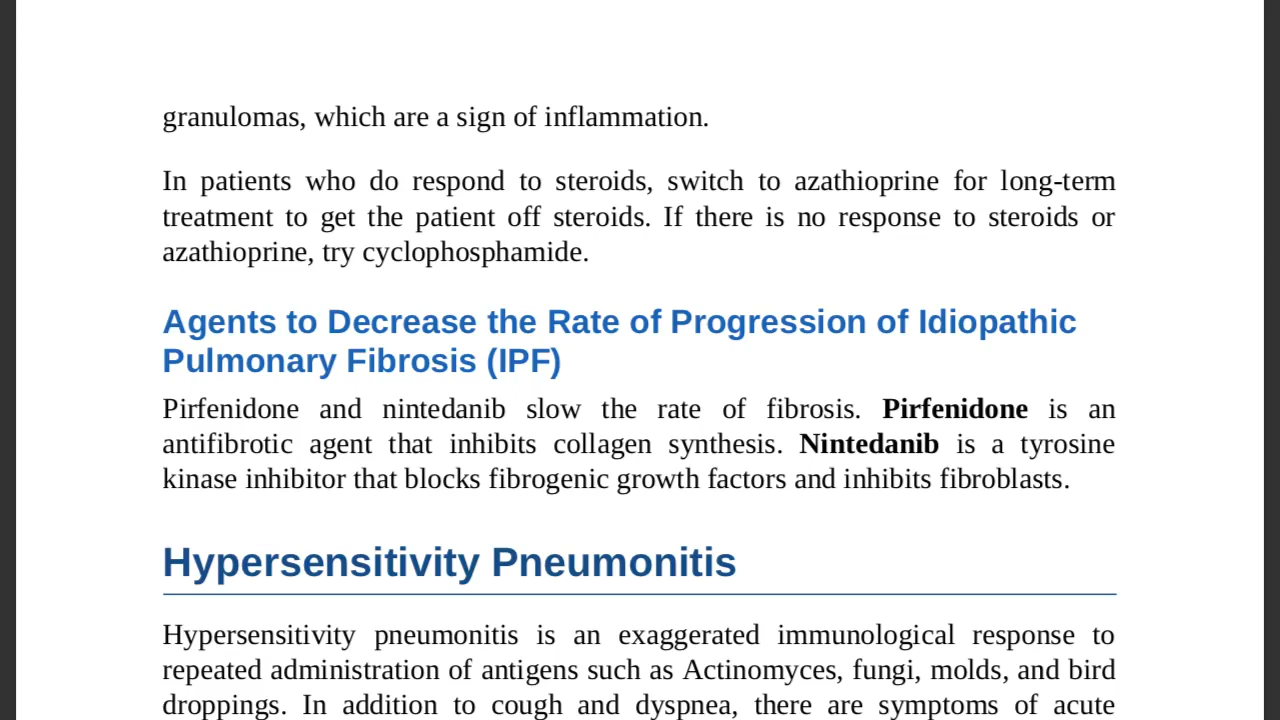 granulomas, which are a sign of inflammation.
In patients who do respond to steroids, switch to azathioprine for long-term
treatment to get the patient off steroids. If there is no response to steroids or
azathioprine, try cyclophosphamide.
Agents to Decrease the Rate of Progression of Idiopathic
Pulmonary Fibrosis (IPF)
Pirfenidone and nintedanib slow the rate of fibrosis. Pirfenidone is an
antifibrotic agent that inhibits collagen synthesis. Nintedanib is a tyrosine
kinase inhibitor that blocks fibrogenic growth factors and inhibits fibroblasts.
Hypersensitivity Pneumonitis
Hypersensitivity pneumonitis is an exaggerated immunological response to
repeated administration of antigens such as Actinomyces, fungi, molds, and bird
droppings. In addition to cough and dyspnea, there are symptoms of acute